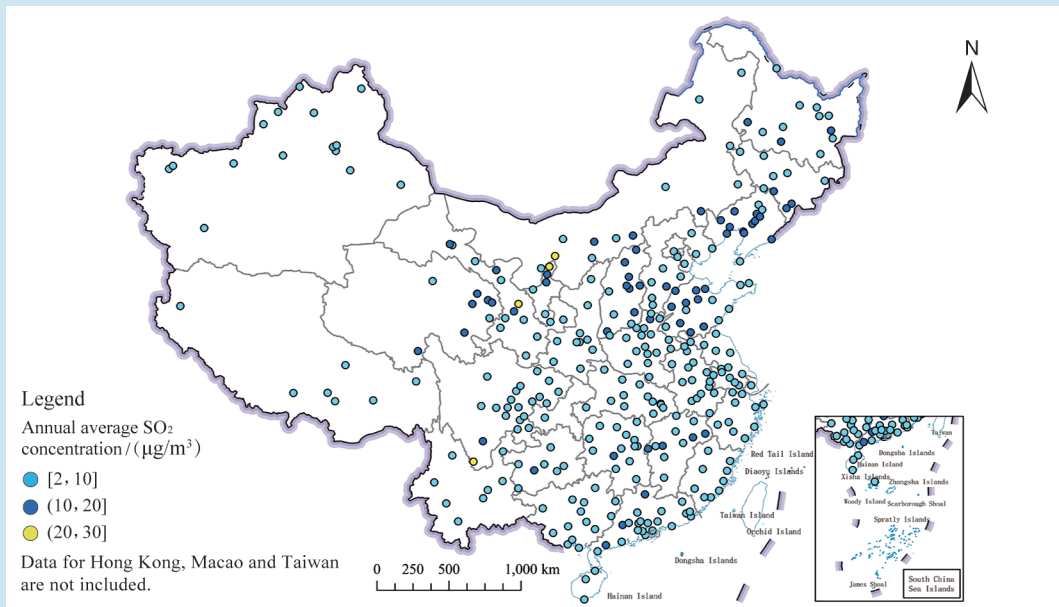 N
Red Tail Island
Diaoyu Islands
Taiwan Island
Orchid Island
Dongsha Islands
Hainan Island
Legend
Annual average SO₂
concentration/(μg/m³)
[2, 10]
(10, 20]
(20, 30]
Data for Hong Kong, Macao and Taiwan
are not included.
0 250 500 1,000 km
Taiwan
Dongsha Islands
Hainan Island
Xisha Islands
Zhongsha Islands
Woody Island
Scarborough Shoal
Spratly Islands
James Shoal
South China
Sea Islands